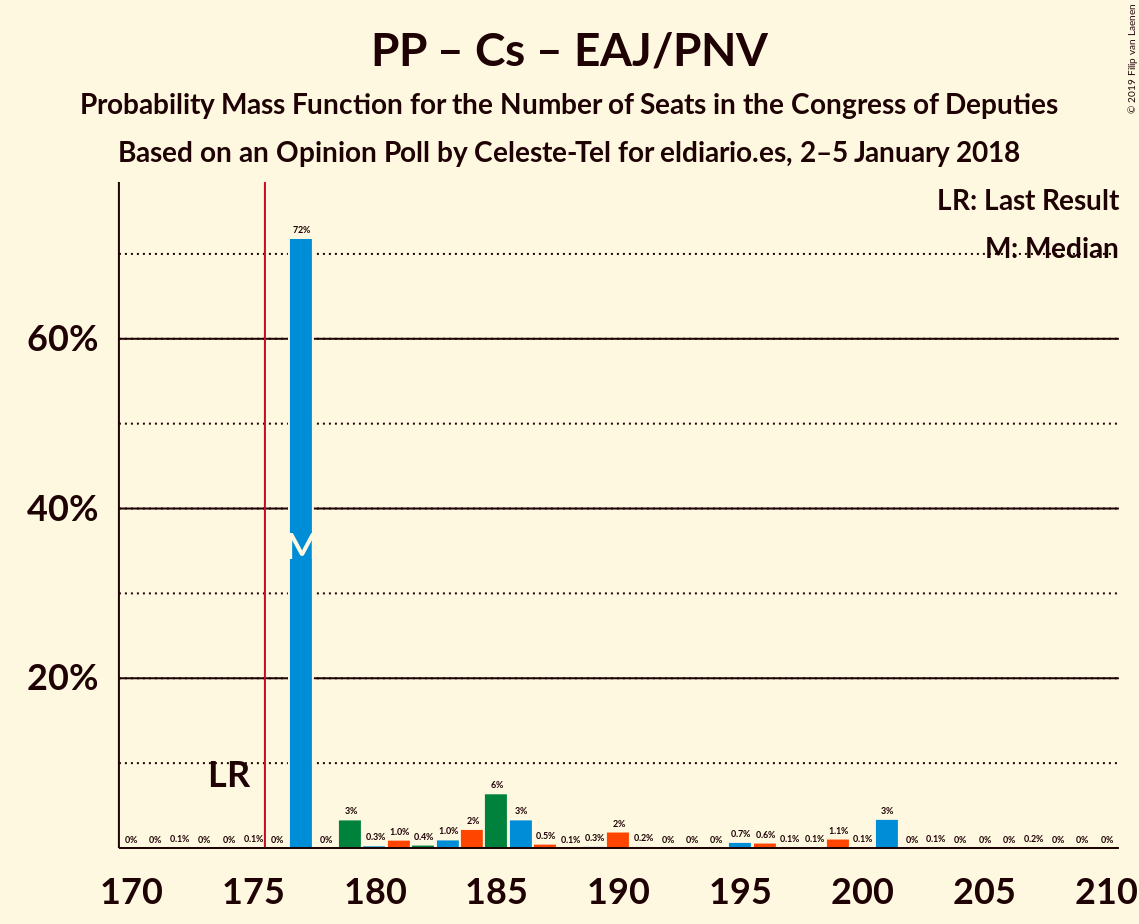 PP – Cs – EAJ/PNV
Probability Mass Function for the Number of Seats in the Congress of Deputies
Based on an Opinion Poll by Celeste-Tel for eldiario.es, 2–5 January 2018
© 2019 Filip van Laenen
LR: Last Result
M: Median
60%
40%
20%
LR
M
72%
0% 0% 0.1% 0% 0% 0.1% 0% 0% 3% 0.3% 1.0% 0.4% 1.0% 2% 6% 3% 0.5% 0.1% 0.3% 2% 0.2% 0% 0% 0% 0.7% 0.6% 0.1% 0.1% 1.1% 0.1% 3% 0% 0.1% 0% 0% 0% 0.2% 0% 0% 0%
170 175 180 185 190 195 200 205 210